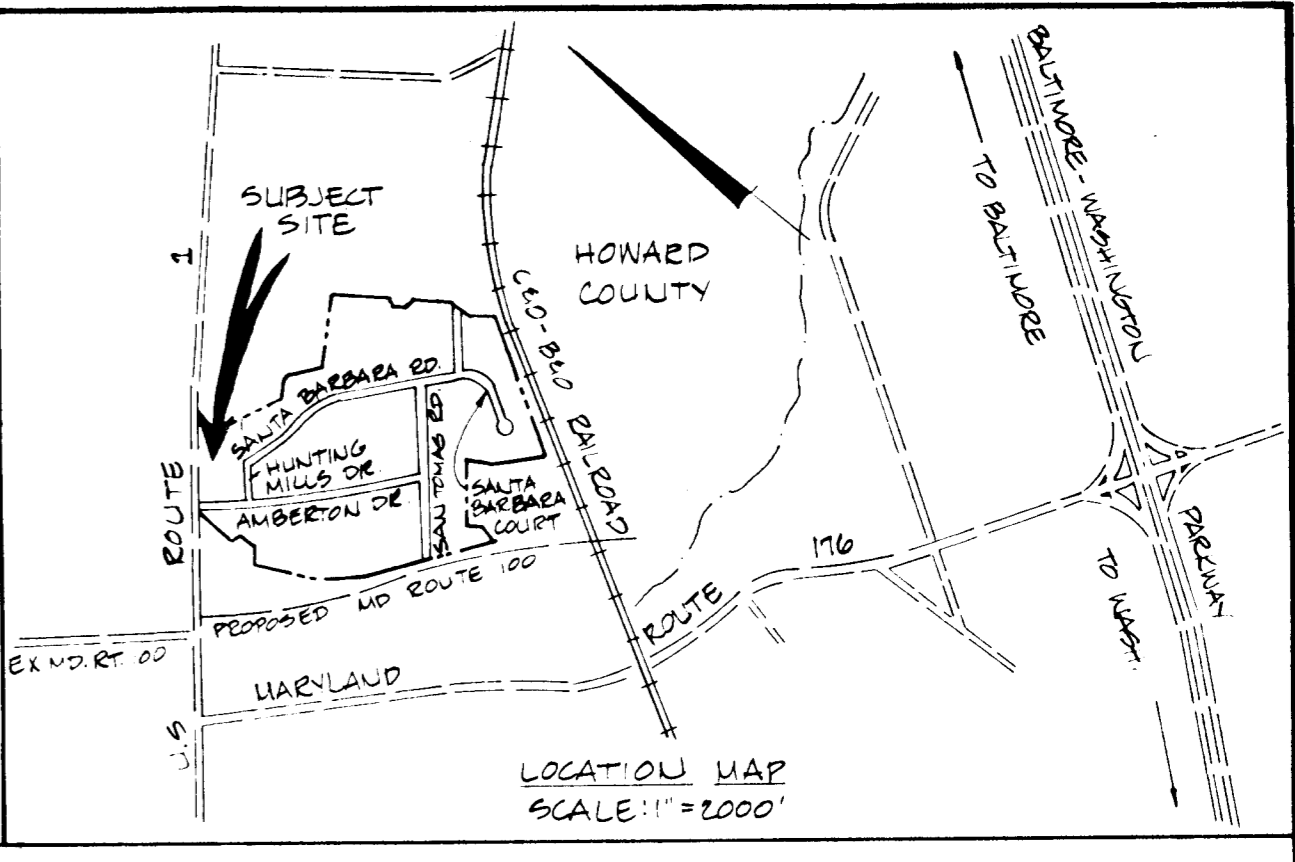 SUBJECT
SITE
HOWARD
COUNTY
BALTIMORE - WASHINGTON
PARKWAY
TO BALTIMORE
TO WASH.
C&O-B&O RAILROAD
U.S ROUTE 1
SANTA BARBARA RD.
HUNTING
MILLS DR.
AMBERTON DR.
SAN TOMAS RD.
SANTA
BARBARA
COURT
PROPOSED MD ROUTE 100
EX MD. RT. 00
MARYLAND ROUTE 176
LOCATION MAP
SCALE: 1" = 2000'